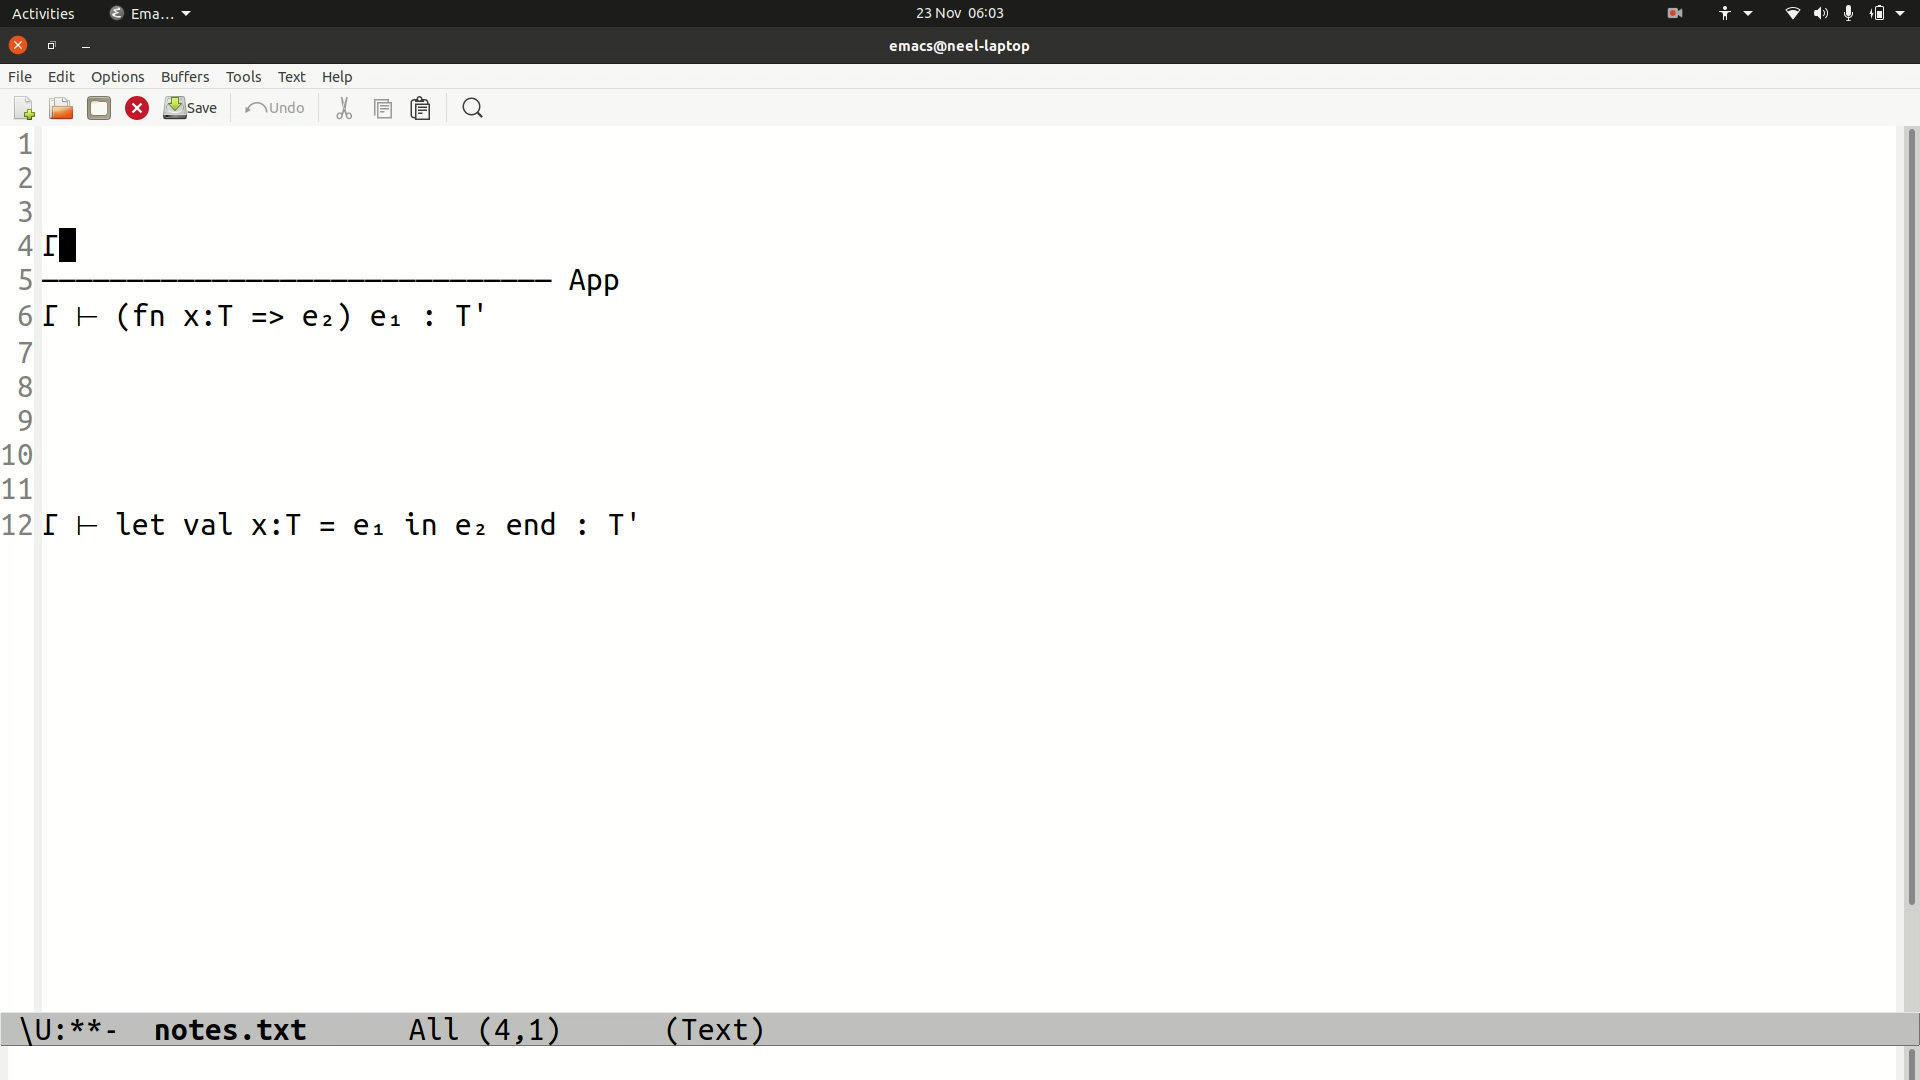 Activities Ema... 23 Nov 06:03
emacs@neel-laptop
File Edit Options Buffers Tools Text Help
Save Undo
1
2
3
4 Γ
5 ────────────────────────────── App
6 Γ ⊢ (fn x:T => e₂) e₁ : T'
7
8
9
10
11
12 Γ ⊢ let val x:T = e₁ in e₂ end : T'
\U:**- notes.txt All (4,1) (Text)